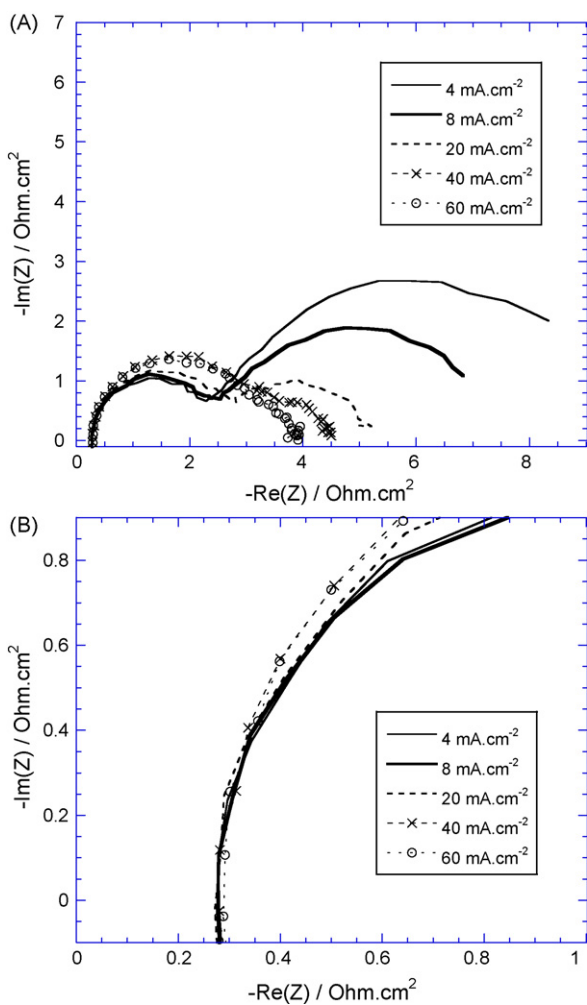 (A)
7
6
5
4
3
2
1
0
-Im(Z) / Ohm.cm²
4 mA.cm⁻²
8 mA.cm⁻²
20 mA.cm⁻²
40 mA.cm⁻²
60 mA.cm⁻²
0 2 4 6 8
-Re(Z) / Ohm.cm²
(B)
0.8
0.6
0.4
0.2
0
-Im(Z) / Ohm.cm²
4 mA.cm⁻²
8 mA.cm⁻²
20 mA.cm⁻²
40 mA.cm⁻²
60 mA.cm⁻²
0 0.2 0.4 0.6 0.8 1
-Re(Z) / Ohm.cm²